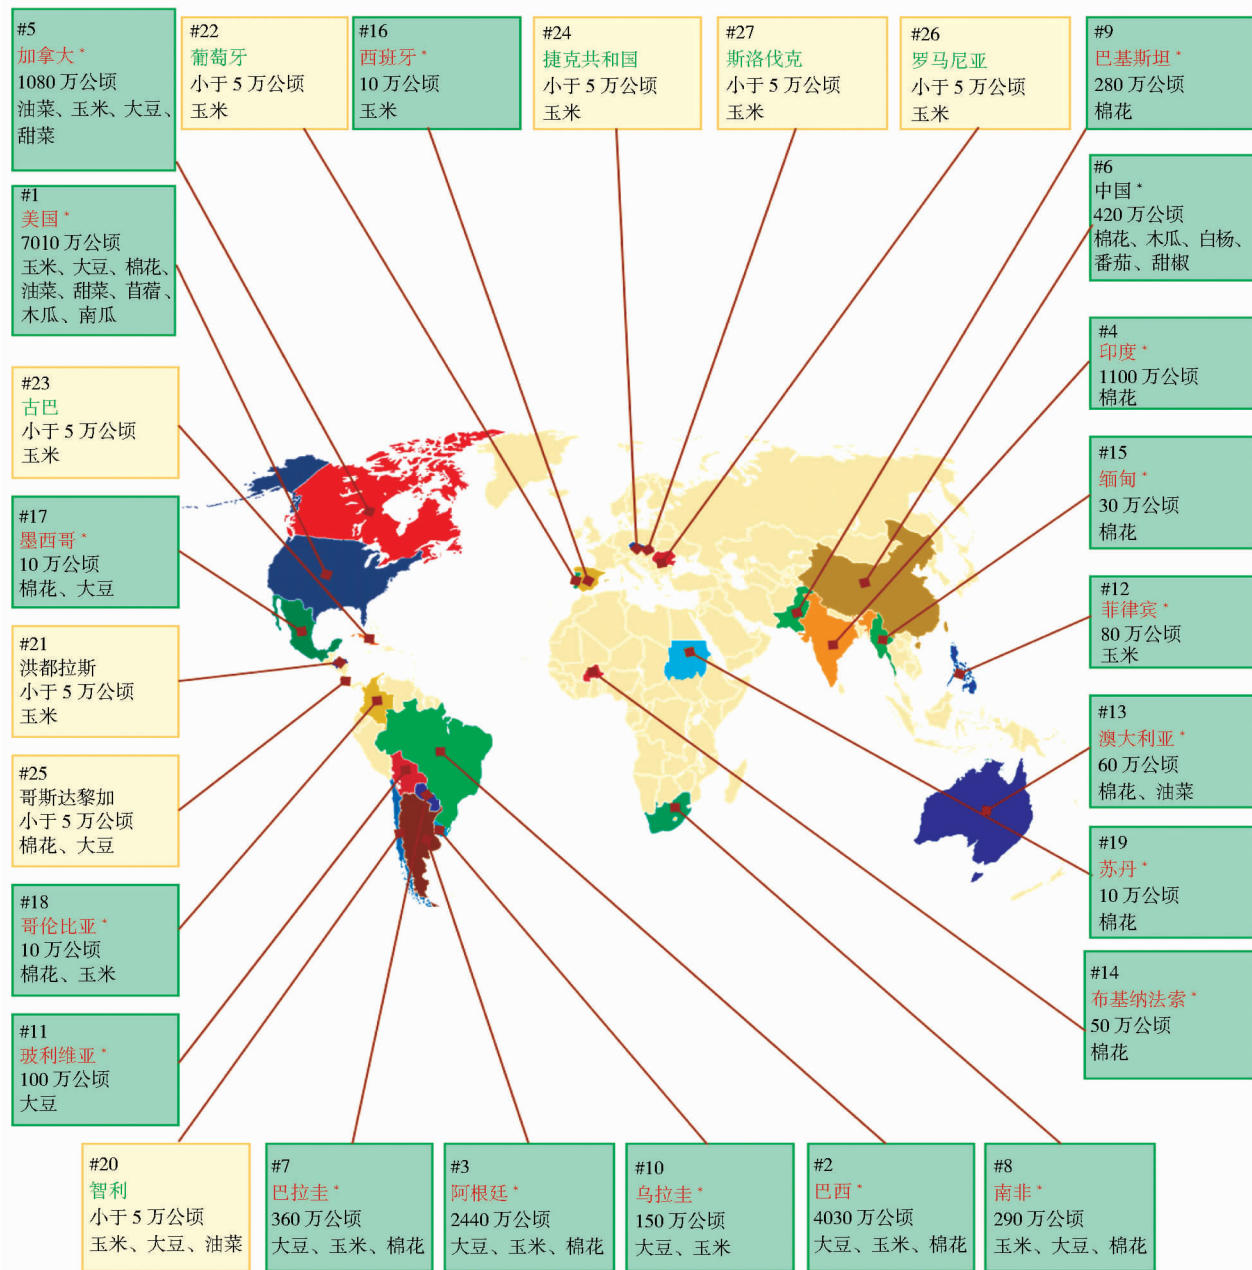 #5
加拿大 *
1080 万公顷
油菜、玉米、大豆、
甜菜
#22
葡萄牙
小于 5 万公顷
玉米
#16
西班牙 *
10 万公顷
玉米
#24
捷克共和国
小于 5 万公顷
玉米
#27
斯洛伐克
小于 5 万公顷
玉米
#26
罗马尼亚
小于 5 万公顷
玉米
#9
巴基斯坦 *
280 万公顷
棉花
#1
美国 *
7010 万公顷
玉米、大豆、棉花、
油菜、甜菜、苜蓿、
木瓜、南瓜
#6
中国 *
420 万公顷
棉花、木瓜、白杨、
番茄、甜椒
#4
印度 *
1100 万公顷
棉花
#23
古巴
小于 5 万公顷
玉米
#15
缅甸 *
30 万公顷
棉花
#17
墨西哥 *
10 万公顷
棉花、大豆
#12
菲律宾 *
80 万公顷
玉米
#21
洪都拉斯
小于 5 万公顷
玉米
#13
澳大利亚 *
60 万公顷
棉花、油菜
#25
哥斯达黎加
小于 5 万公顷
棉花、大豆
#19
苏丹 *
10 万公顷
棉花
#18
哥伦比亚 *
10 万公顷
棉花、玉米
#14
布基纳法索 *
50 万公顷
棉花
#11
玻利维亚 *
100 万公顷
大豆
#20
智利
小于 5 万公顷
玉米、大豆、油菜
#7
巴拉圭 *
360 万公顷
大豆、玉米、棉花
#3
阿根廷 *
2440 万公顷
大豆、玉米、棉花
#10
乌拉圭 *
150 万公顷
大豆、玉米
#2
巴西 *
4030 万公顷
大豆、玉米、棉花
#8
南非 *
290 万公顷
玉米、大豆、棉花